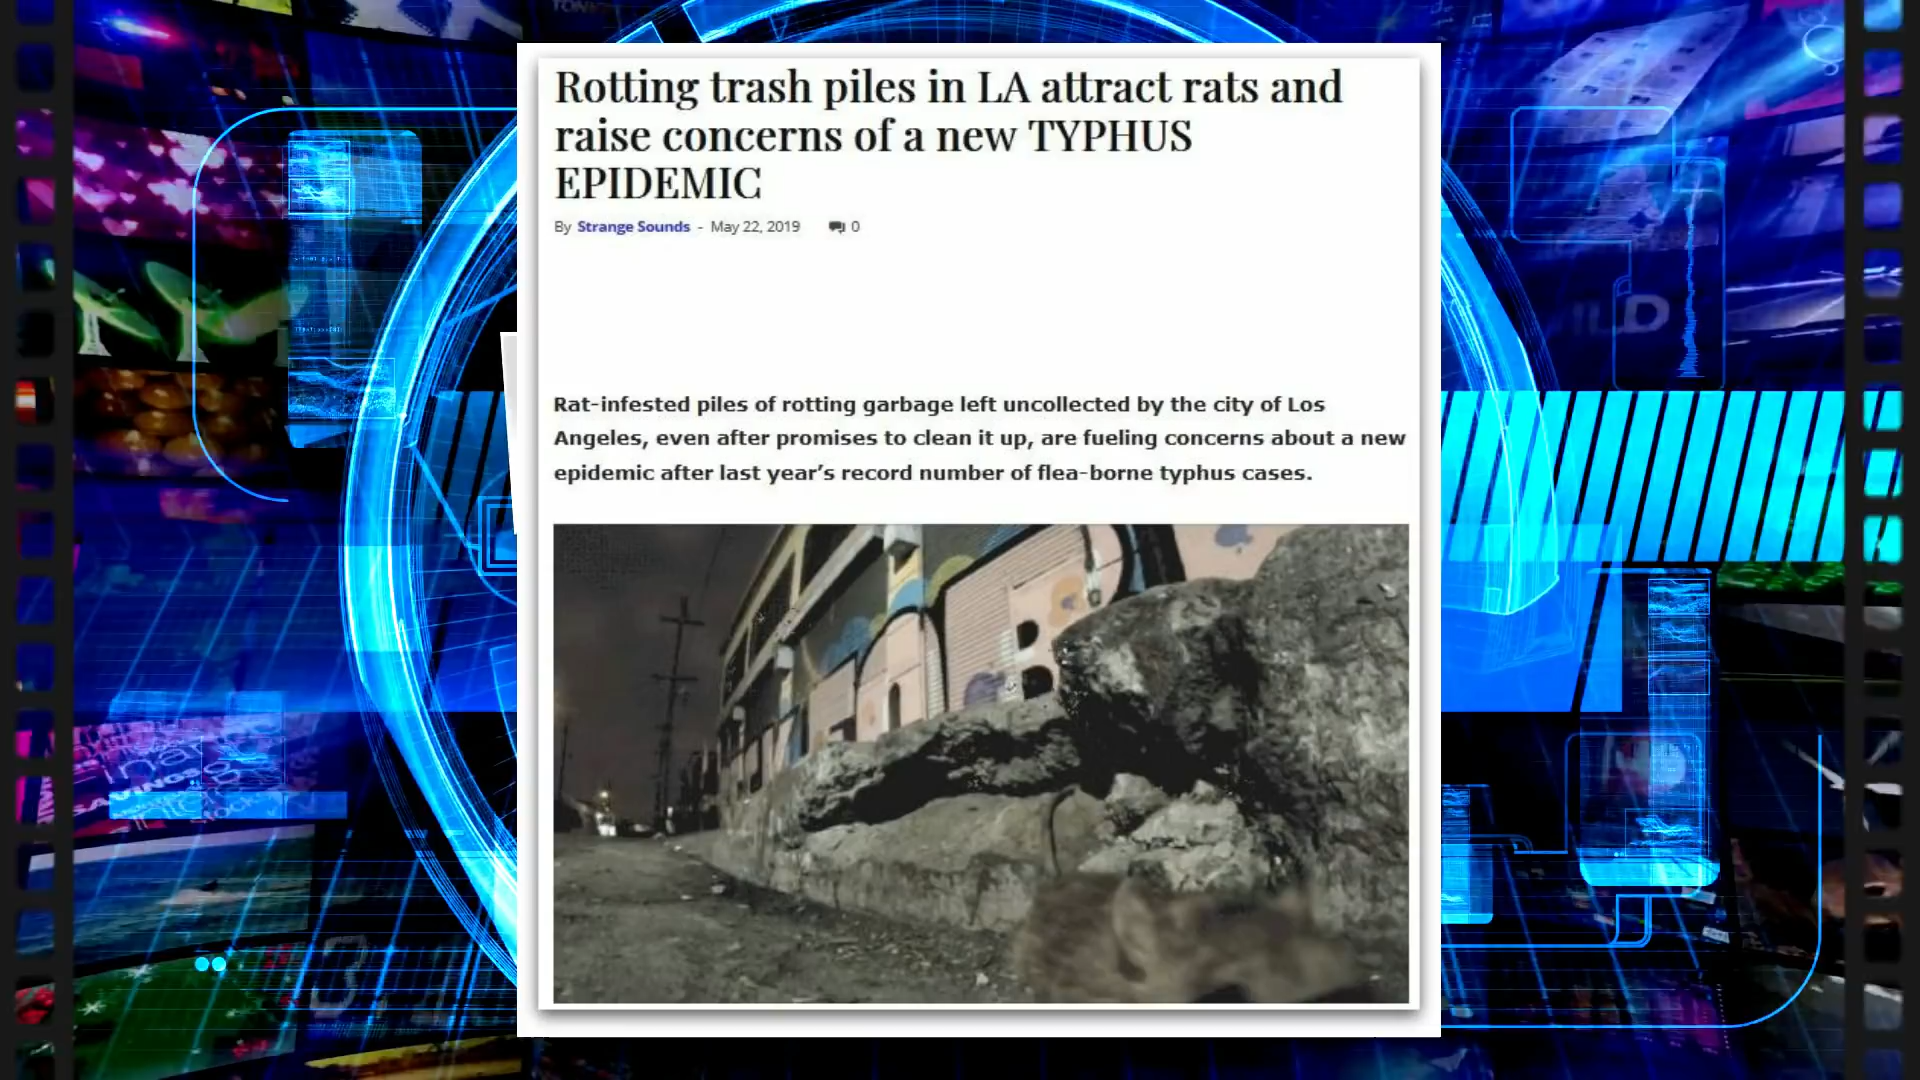 Rotting trash piles in LA attract rats and
raise concerns of a new TYPHUS
EPIDEMIC
By Strange Sounds - May 22, 2019 0
Rat-infested piles of rotting garbage left uncollected by the city of Los
Angeles, even after promises to clean it up, are fueling concerns about a new
epidemic after last year’s record number of flea-borne typhus cases.
SAVINGS